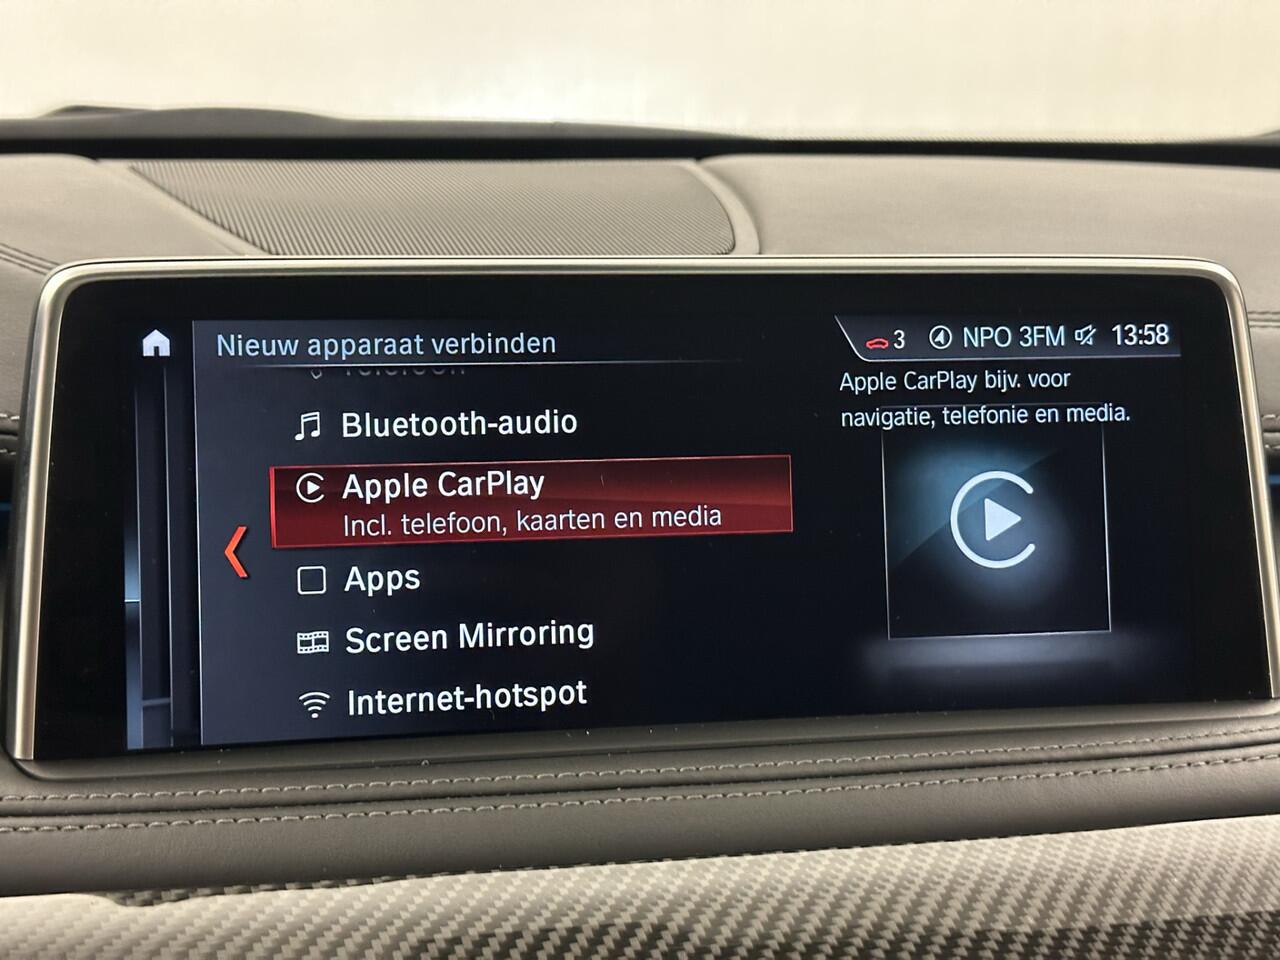 Nieuw apparaat verbinden
3 NPO 3FM 13:58
Telefoon
Bluetooth-audio
Apple CarPlay
Incl. telefoon, kaarten en media
Apps
Screen Mirroring
Internet-hotspot
Apple CarPlay bijv. voor
navigatie, telefonie en media.